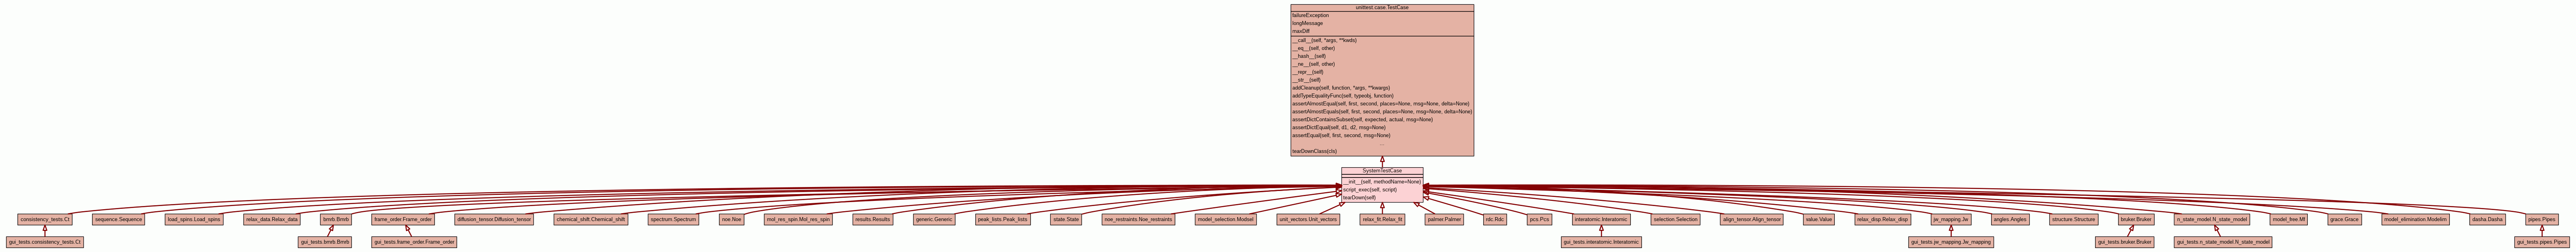 unittest.case.TestCase
failureException
longMessage
maxDiff
__call__(self, *args, **kwds)
__eq__(self, other)
__hash__(self)
__ne__(self, other)
__repr__(self)
__str__(self)
addCleanup(self, function, *args, **kwargs)
addTypeEqualityFunc(self, typeobj, function)
assertAlmostEqual(self, first, second, places=None, msg=None, delta=None)
assertAlmostEquals(self, first, second, places=None, msg=None, delta=None)
assertDictContainsSubset(self, expected, actual, msg=None)
assertDictEqual(self, d1, d2, msg=None)
assertEqual(self, first, second, msg=None)
...
tearDownClass(cls)
SystemTestCase
__init__(self, methodName=None)
script_exec(self, script)
tearDown(self)
consistency_tests.Ct
sequence.Sequence
load_spins.Load_spins
relax_data.Relax_data
bmrb.Bmrb
frame_order.Frame_order
diffusion_tensor.Diffusion_tensor
chemical_shift.Chemical_shift
spectrum.Spectrum
noe.Noe
mol_res_spin.Mol_res_spin
results.Results
generic.Generic
peak_lists.Peak_lists
state.State
noe_restraints.Noe_restraints
model_selection.Modsel
unit_vectors.Unit_vectors
relax_fit.Relax_fit
palmer.Palmer
rdc.Rdc
pcs.Pcs
interatomic.Interatomic
selection.Selection
align_tensor.Align_tensor
value.Value
relax_disp.Relax_disp
jw_mapping.Jw
angles.Angles
structure.Structure
bruker.Bruker
n_state_model.N_state_model
model_free.Mf
grace.Grace
model_elimination.Modelim
dasha.Dasha
pipes.Pipes
gui_tests.consistency_tests.Ct
gui_tests.bmrb.Bmrb
gui_tests.frame_order.Frame_order
gui_tests.interatomic.Interatomic
gui_tests.jw_mapping.Jw_mapping
gui_tests.bruker.Bruker
gui_tests.n_state_model.N_state_model
gui_tests.pipes.Pipes